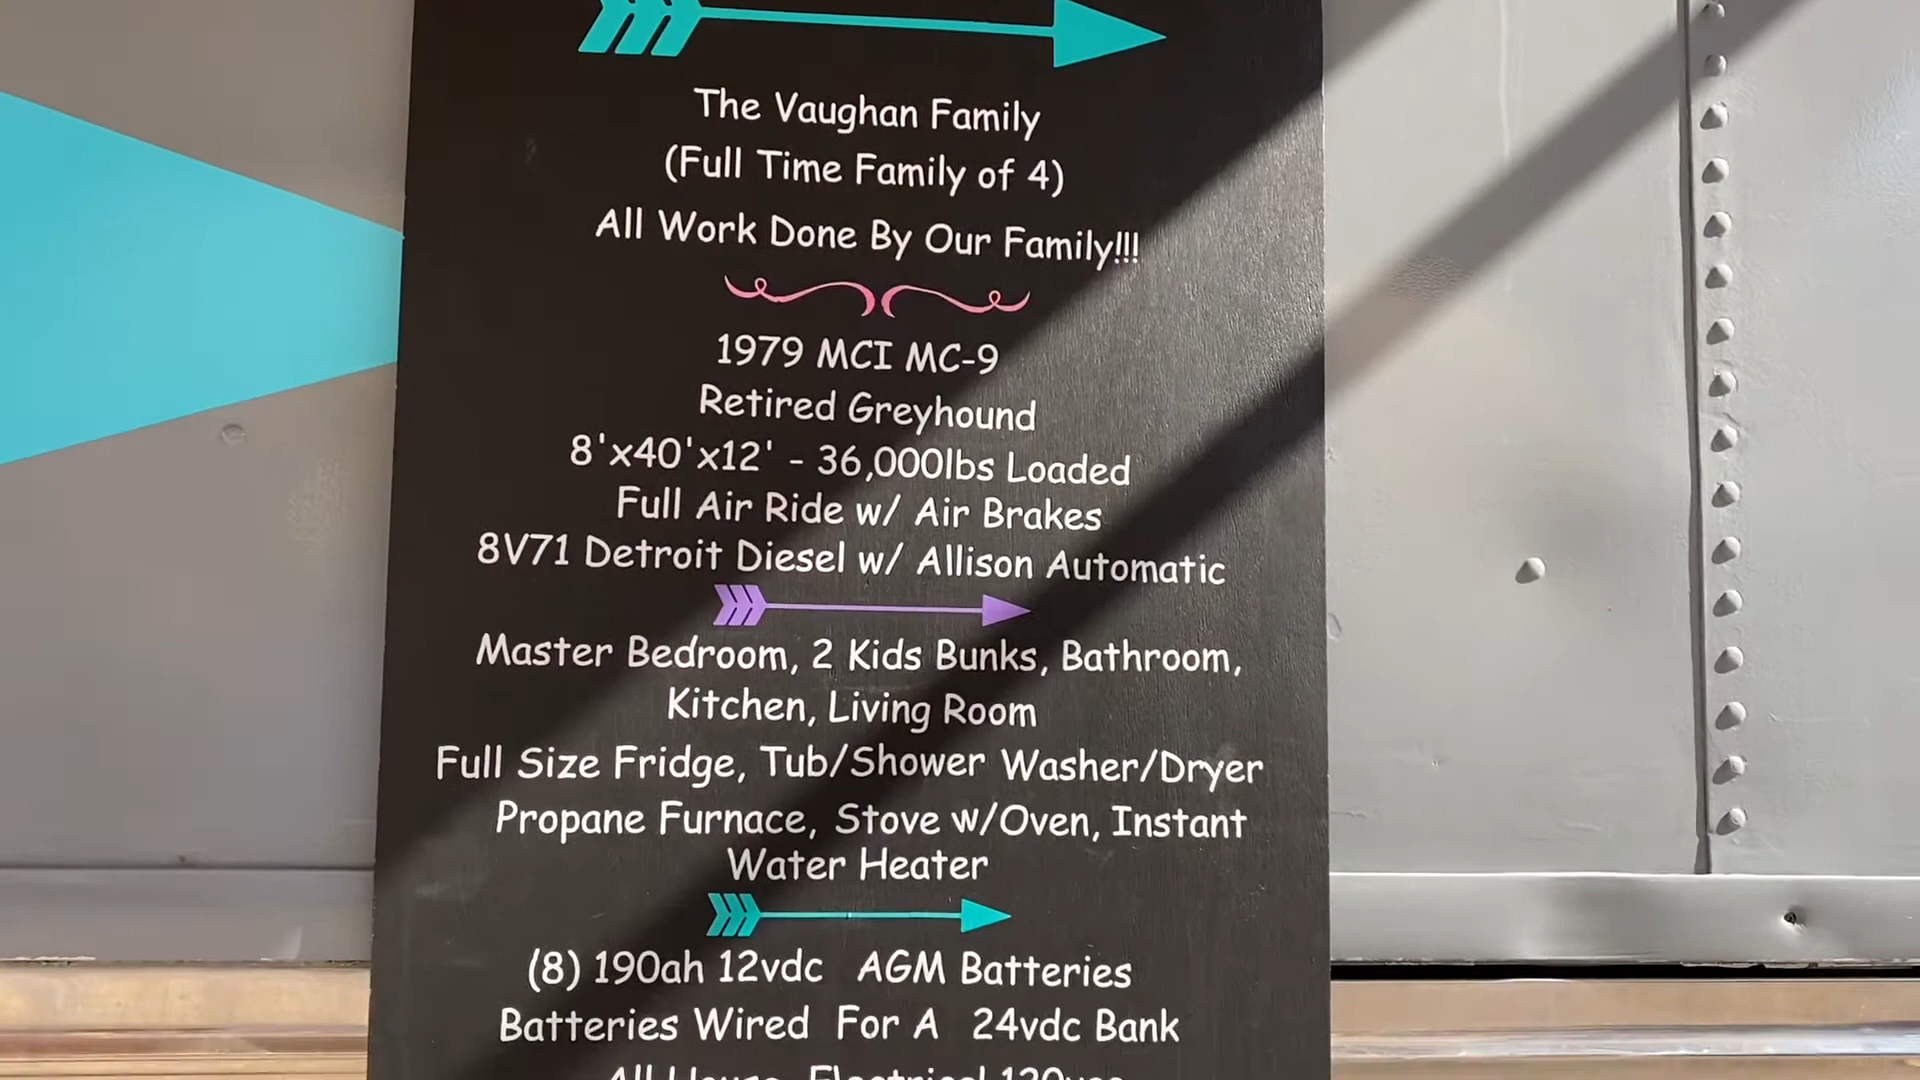 The Vaughan Family
(Full Time Family of 4)
All Work Done By Our Family!!!
1979 MCI MC-9
Retired Greyhound
8'x40'x12' - 36,000lbs Loaded
Full Air Ride w/ Air Brakes
8V71 Detroit Diesel w/ Allison Automatic
Master Bedroom, 2 Kids Bunks, Bathroom,
Kitchen, Living Room
Full Size Fridge, Tub/Shower Washer/Dryer
Propane Furnace, Stove w/Oven, Instant
Water Heater
(8) 190ah 12vdc AGM Batteries
Batteries Wired For A 24vdc Bank
All House Electrical